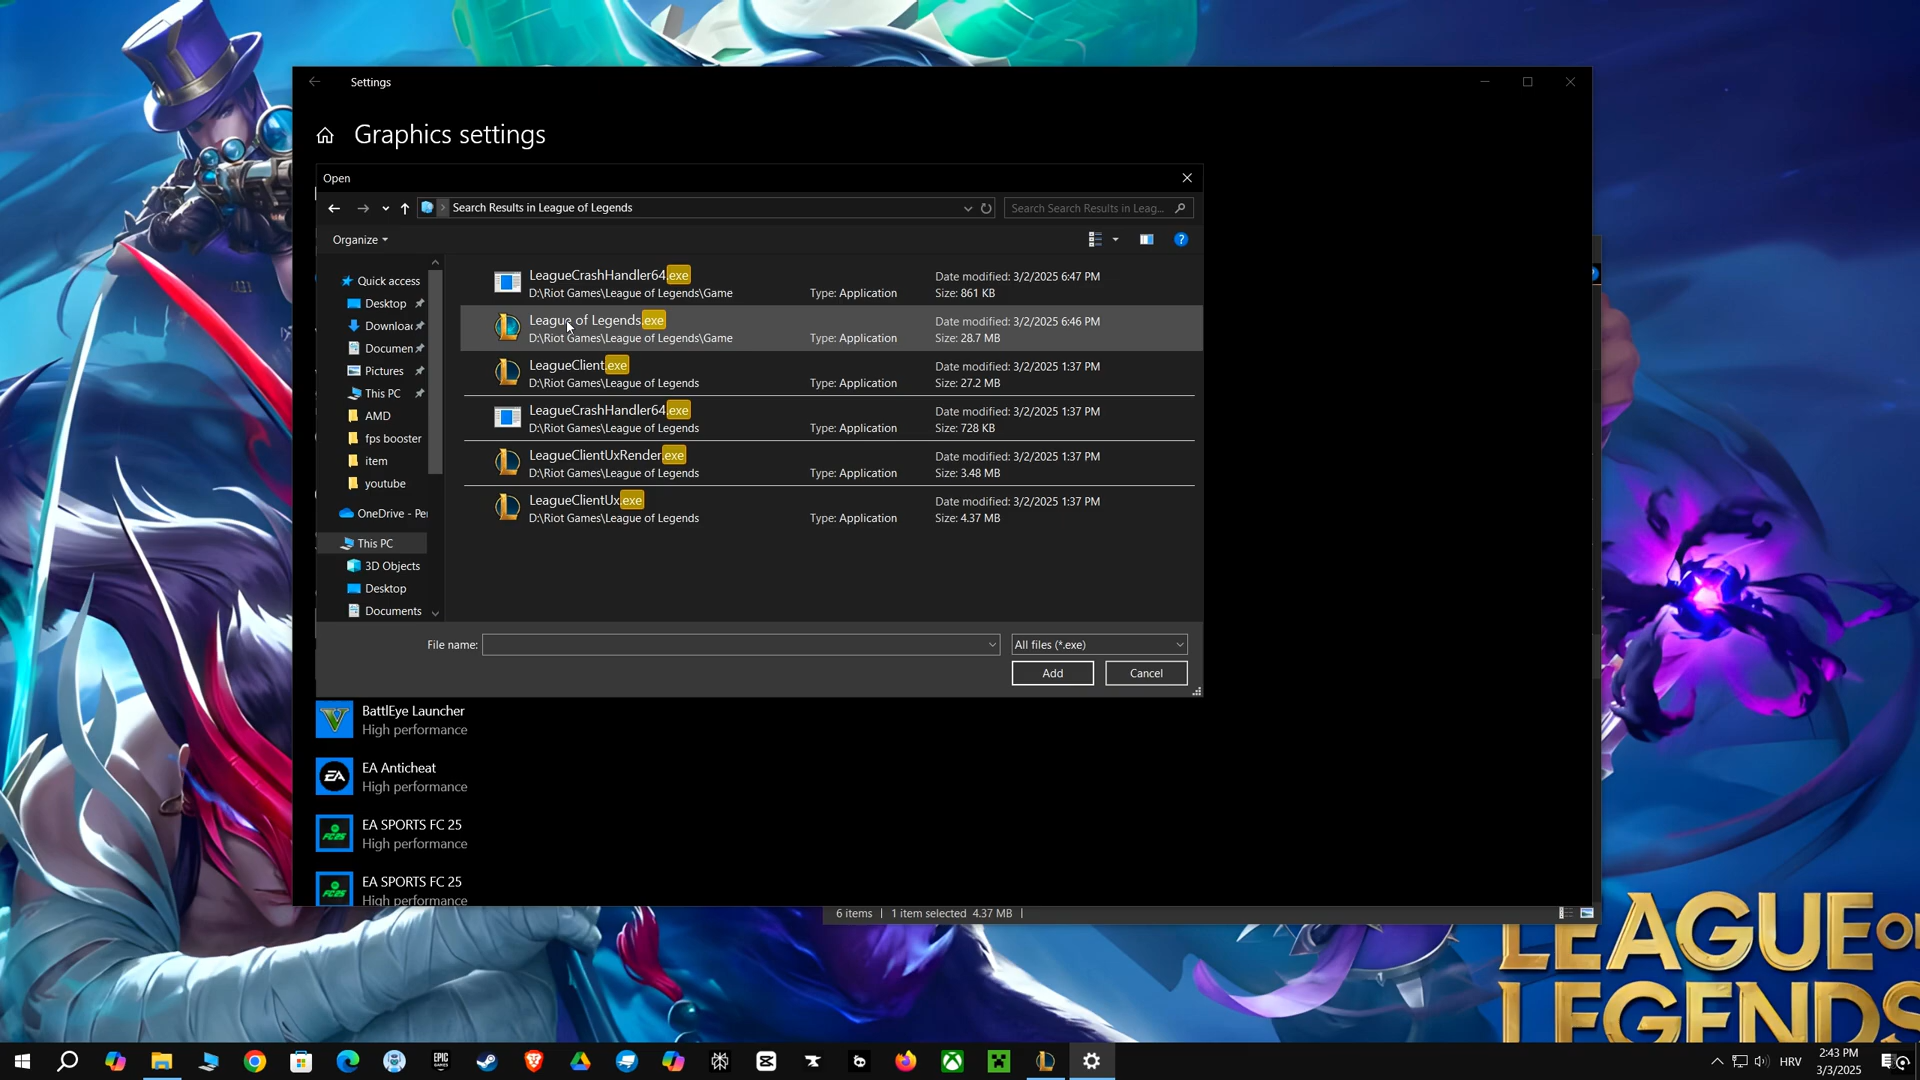 Settings
Graphics settings
Open
Search Results in League of Legends
Search Search Results in Leag...
Organize
Quick access
Desktop
Downloac
Documen
Pictures
This PC
AMD
fps booster
item
youtube
OneDrive - Per
This PC
3D Objects
Desktop
Documents
LeagueCrashHandler64.exe
Date modified: 3/2/2025 6:47 PM
D:\Riot Games\League of Legends\Game
Type: Application
Size: 861 KB
League of Legends.exe
Date modified: 3/2/2025 6:46 PM
D:\Riot Games\League of Legends\Game
Type: Application
Size: 28.7 MB
LeagueClient.exe
Date modified: 3/2/2025 1:37 PM
D:\Riot Games\League of Legends
Type: Application
Size: 27.2 MB
LeagueCrashHandler64.exe
Date modified: 3/2/2025 1:37 PM
D:\Riot Games\League of Legends
Type: Application
Size: 728 KB
LeagueClientUxRender.exe
Date modified: 3/2/2025 1:37 PM
D:\Riot Games\League of Legends
Type: Application
Size: 3.48 MB
LeagueClientUx.exe
Date modified: 3/2/2025 1:37 PM
D:\Riot Games\League of Legends
Type: Application
Size: 4.37 MB
File name:
All files (*.exe)
Add
Cancel
BattlEye Launcher
High performance
EA Anticheat
High performance
EA SPORTS FC 25
High performance
EA SPORTS FC 25
High performance
6 items | 1 item selected 4.37 MB |
LEAGUE OF
LEGENDS
HRV
2:43 PM
3/3/2025